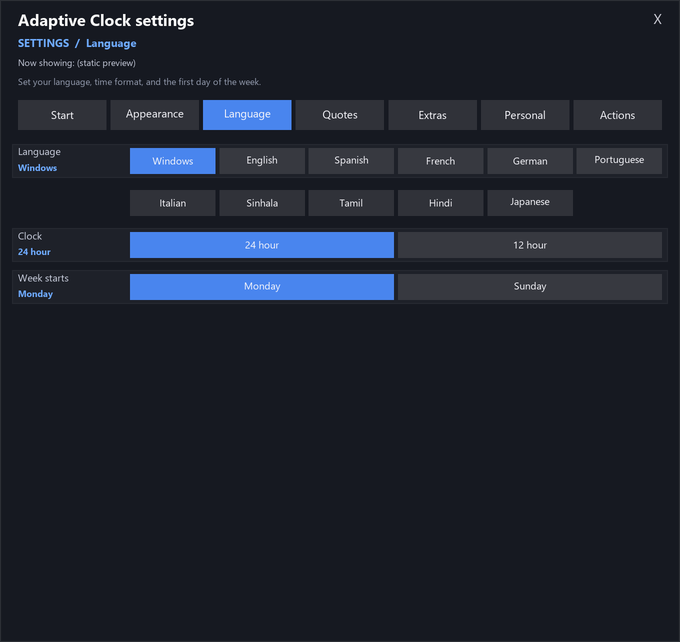 Adaptive Clock settings X
SETTINGS / Language
Now showing: (static preview)
Set your language, time format, and the first day of the week.
Start Appearance Language Quotes Extras Personal Actions
Language
Windows
Windows English Spanish French German Portuguese
Italian Sinhala Tamil Hindi Japanese
Clock
24 hour
24 hour 12 hour
Week starts
Monday
Monday Sunday